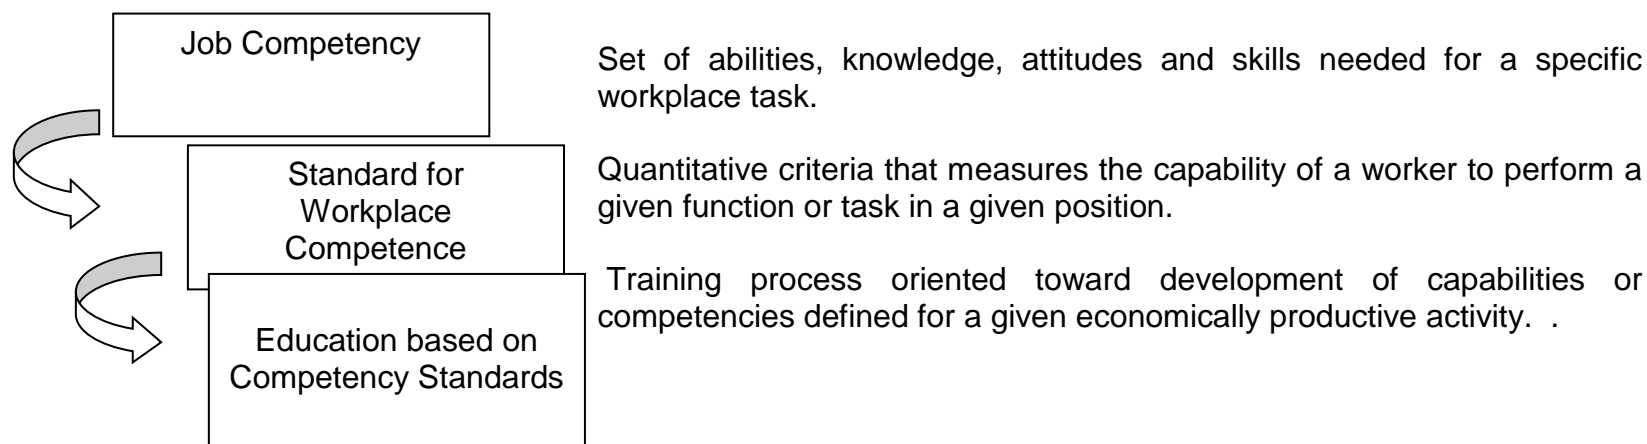 Job Competency
Set of abilities, knowledge, attitudes and skills needed for a specific
workplace task.
Standard for
Workplace
Competence
Quantitative criteria that measures the capability of a worker to perform a
given function or task in a given position.
Education based on
Competency Standards
Training process oriented toward development of capabilities or
competencies defined for a given economically productive activity. .